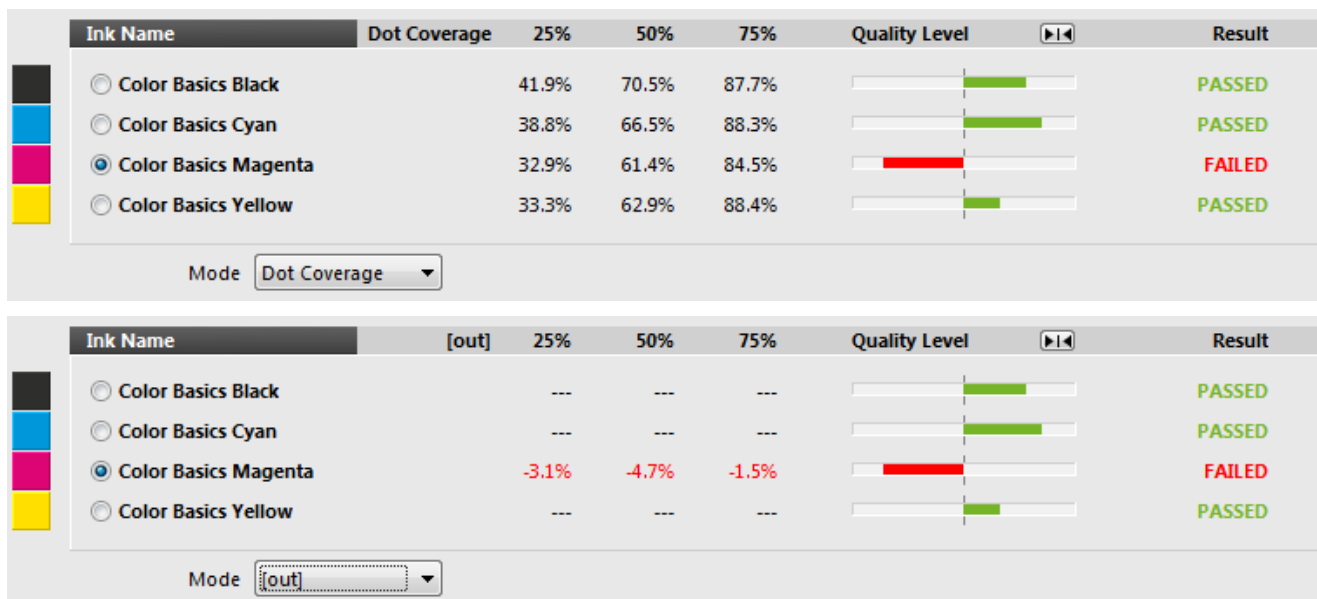 Ink Name Dot Coverage 25% 50% 75% Quality Level Result
Color Basics Black 41.9% 70.5% 87.7% PASSED
Color Basics Cyan 38.8% 66.5% 88.3% PASSED
Color Basics Magenta 32.9% 61.4% 84.5% FAILED
Color Basics Yellow 33.3% 62.9% 88.4% PASSED
Mode Dot Coverage
Ink Name [out] 25% 50% 75% Quality Level Result
Color Basics Black --- --- --- PASSED
Color Basics Cyan --- --- --- PASSED
Color Basics Magenta -3.1% -4.7% -1.5% FAILED
Color Basics Yellow --- --- --- PASSED
Mode [out]